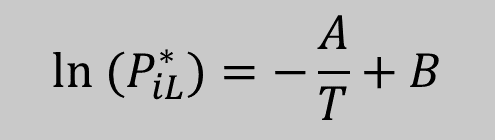 ln (P*iL) = − A/T + B